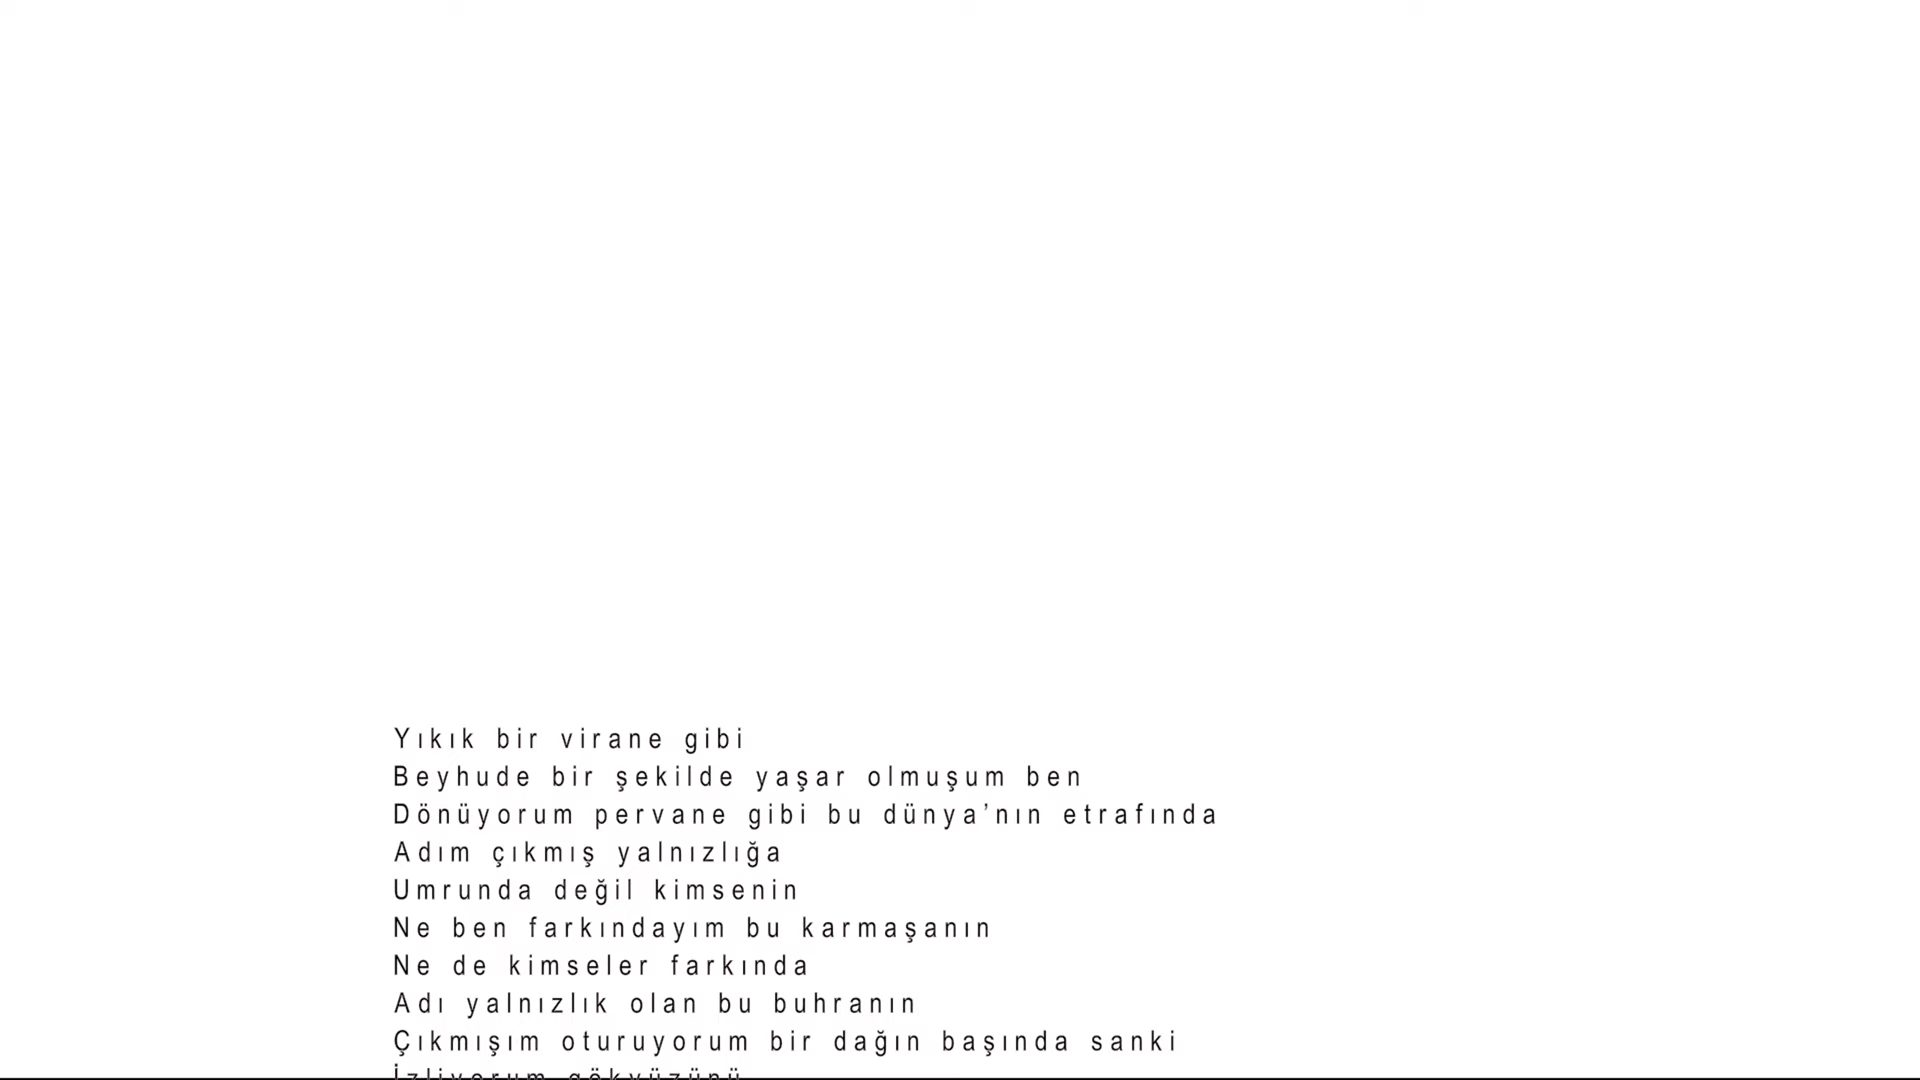 Yıkık bir virane gibi
Beyhude bir şekilde yaşar olmuşum ben
Dönüyorum pervane gibi bu dünya’nın etrafında
Adım çıkmış yalnızlığa
Umrunda değil kimsenin
Ne ben farkındayım bu karmaşanın
Ne de kimseler farkında
Adı yalnızlık olan bu buhranın
Çıkmışım oturuyorum bir dağın başında sanki
İzliyorum gökyüzünü